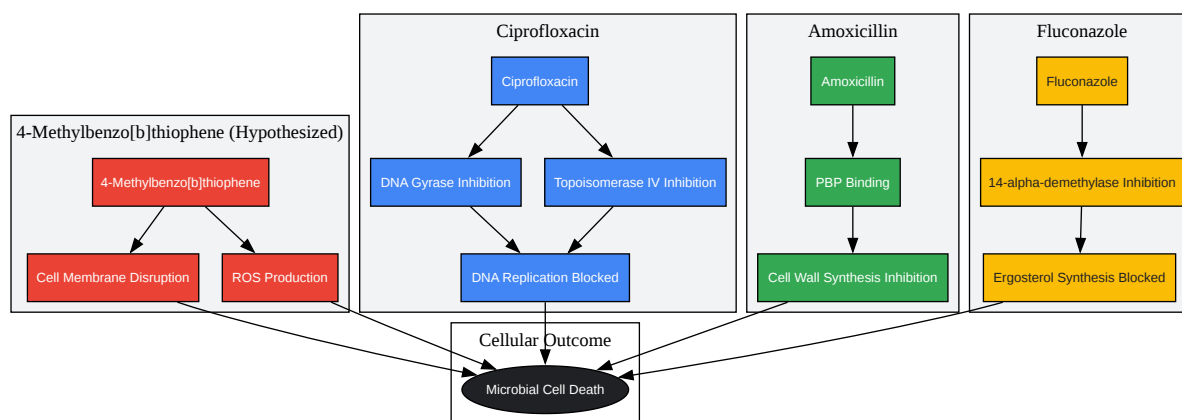 Ciprofloxacin
Amoxicillin
Fluconazole
Ciprofloxacin
Amoxicillin
Fluconazole
4-Methylbenzo[b]thiophene (Hypothesized)
4-Methylbenzo[b]thiophene
DNA Gyrase Inhibition
Topoisomerase IV Inhibition
PBP Binding
14-alpha-demethylase Inhibition
Cell Membrane Disruption
ROS Production
DNA Replication Blocked
Cell Wall Synthesis Inhibition
Ergosterol Synthesis Blocked
Cellular Outcome
Microbial Cell Death